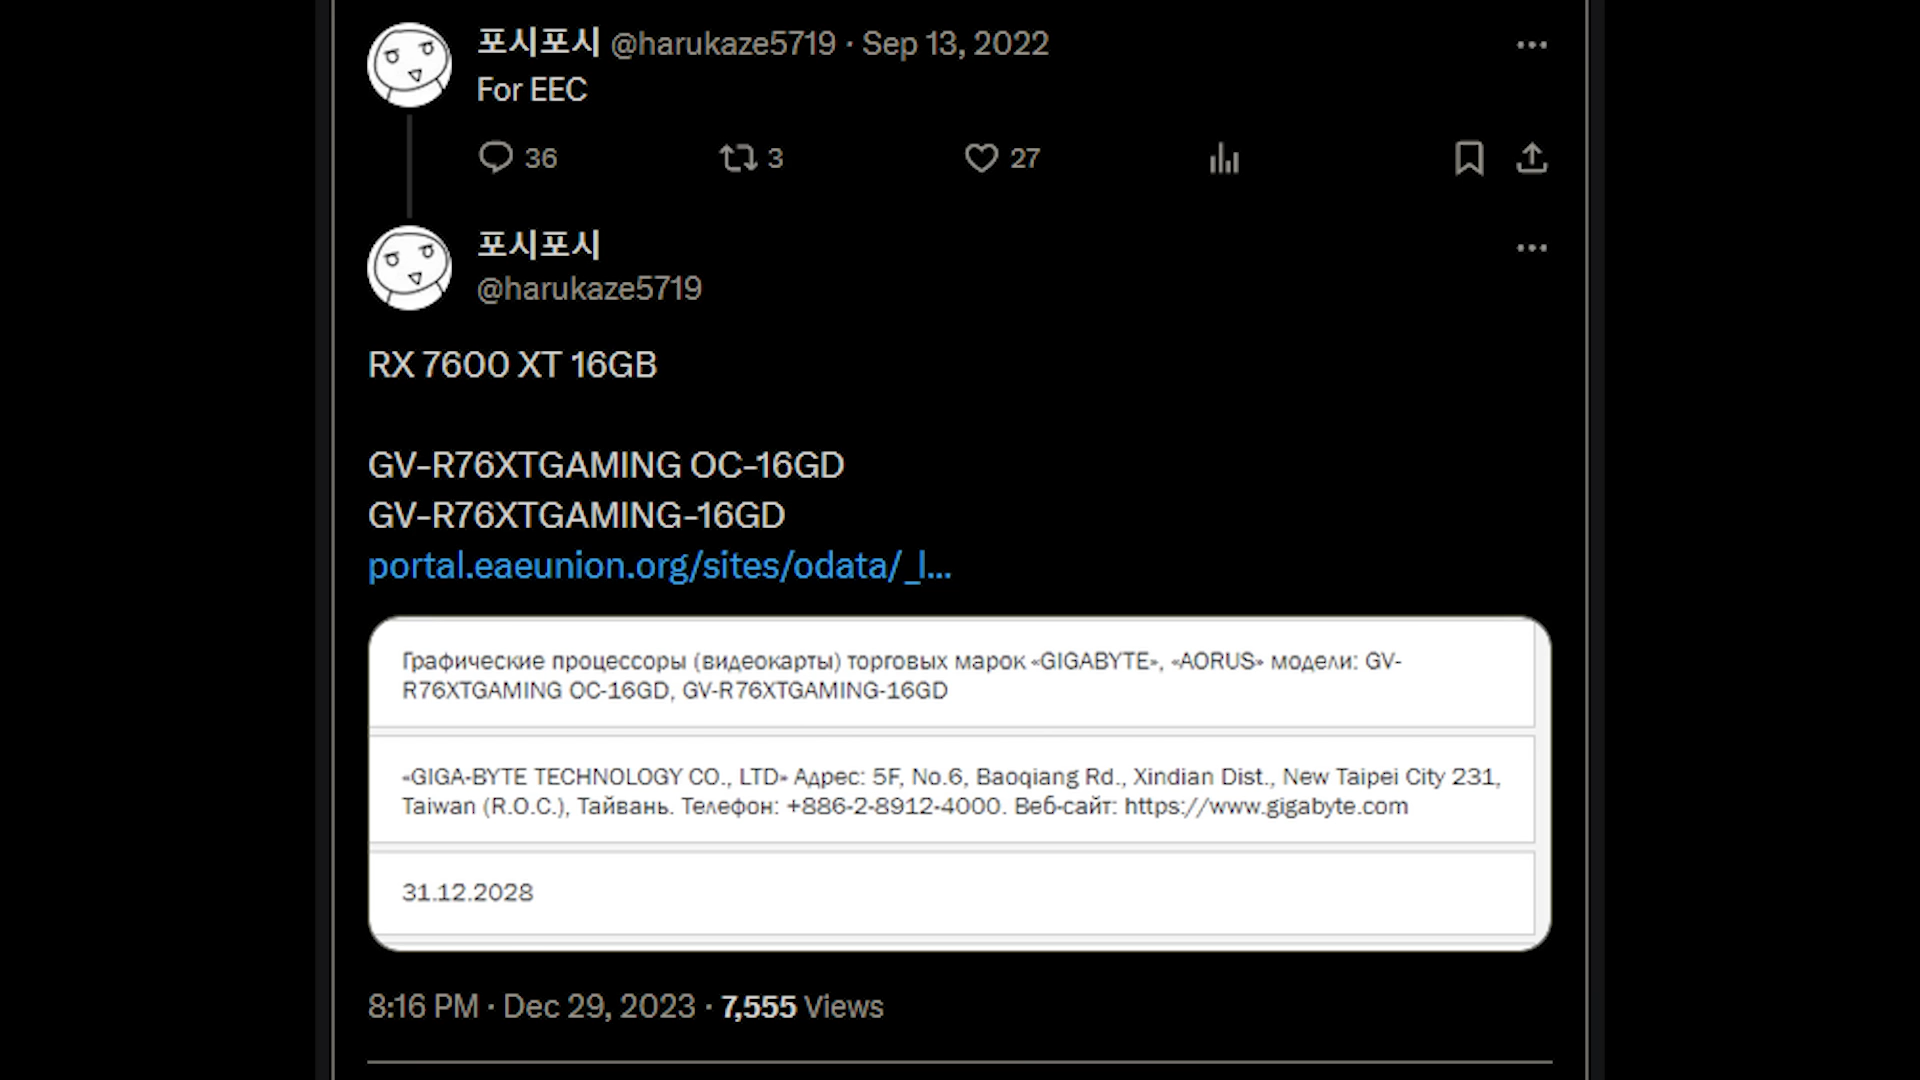 포시포시 @harukaze5719 · Sep 13, 2022
For EEC
36 3 27
포시포시
@harukaze5719
RX 7600 XT 16GB
GV-R76XTGAMING OC-16GD
GV-R76XTGAMING-16GD
portal.eaeunion.org/sites/odata/_l...
Графические процессоры (видеокарты) торговых марок «GIGABYTE», «AORUS» модели: GV-
R76XTGAMING OC-16GD, GV-R76XTGAMING-16GD
«GIGA-BYTE TECHNOLOGY CO., LTD» Адрес: 5F, No.6, Baoqiang Rd., Xindian Dist., New Taipei City 231,
Taiwan (R.O.C.), Тайвань. Телефон: +886-2-8912-4000. Веб-сайт: https://www.gigabyte.com
31.12.2028
8:16 PM · Dec 29, 2023 · 7,555 Views